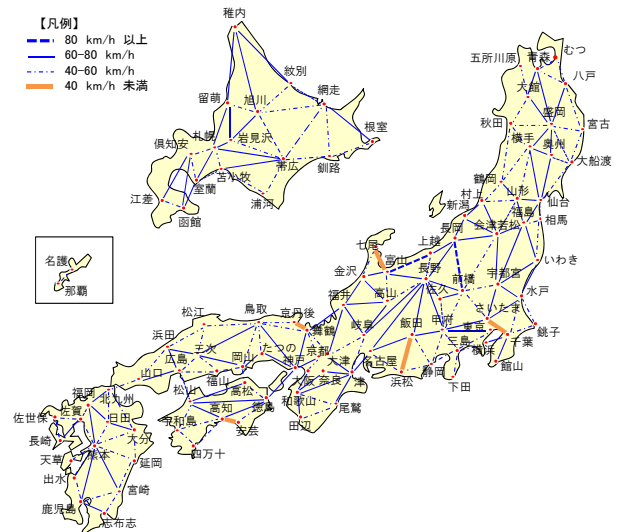 【凡例】
80 km/h 以上
60-80 km/h
40-60 km/h
40 km/h 未満
稚内
紋別
網走
留萌
旭川
根室
札幌
岩見沢
倶知安
帯広
釧路
苫小牧
室蘭
浦河
江差
函館
むつ
五所川原
青森
八戸
大館
盛岡
秋田
宮古
横手
奥州
大船渡
鶴岡
山形
村上
仙台
新潟
福島
相馬
会津若松
長岡
七尾
上越
富山
いわき
名護
那覇
金沢
長野
宇都宮
高山
佐久
前橋
水戸
福井
さいたま
鳥取
京丹後
松江
舞鶴
岐阜
飯田
甲府
東京
銚子
浜田
三次
たつの
京都
三島
千葉
広島
岡山
神戸
大津
名古屋
横浜
館山
山口
福山
大阪
奈良
津
浜松
静岡
下田
松山
高松
和歌山
尾鷲
福岡
北九州
高知
徳島
佐世保
佐賀
日田
宇和島
安芸
田辺
長崎
熊本
大分
四万十
天草
延岡
出水
宮崎
鹿児島
志布志